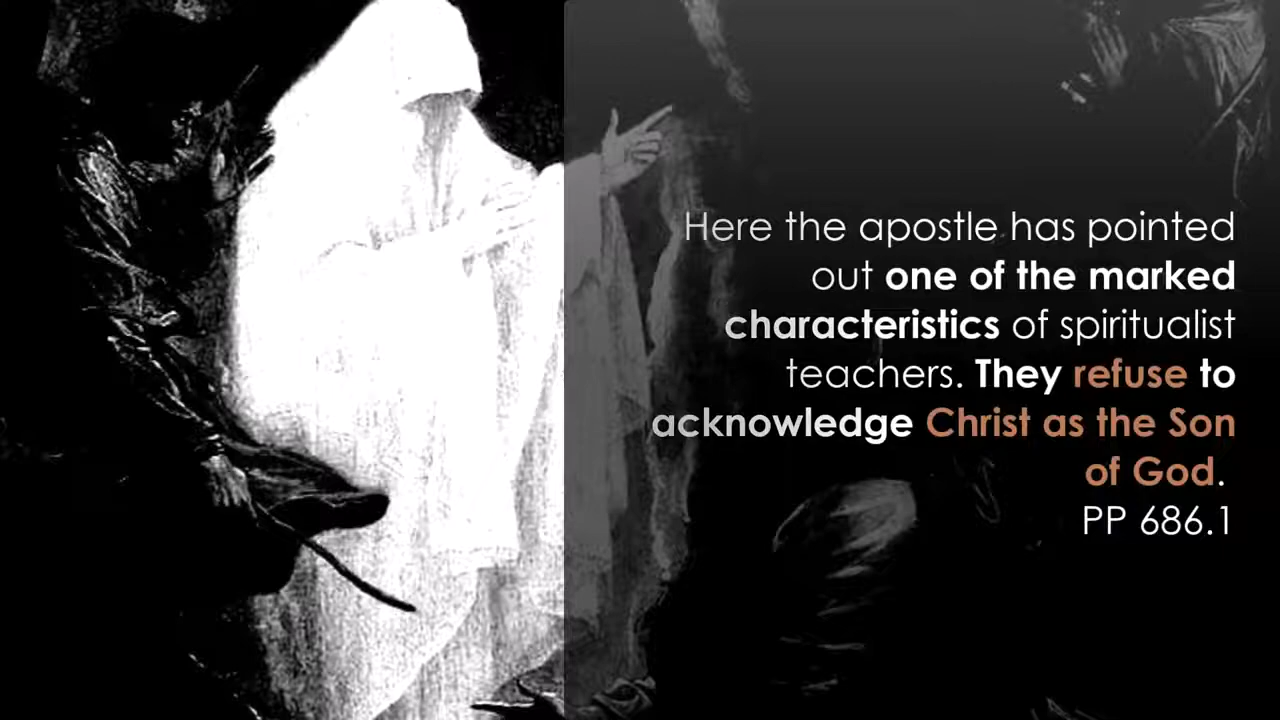 Here the apostle has pointed
out one of the marked
characteristics of spiritualist
teachers. They refuse to
acknowledge Christ as the Son
of God.
PP 686.1